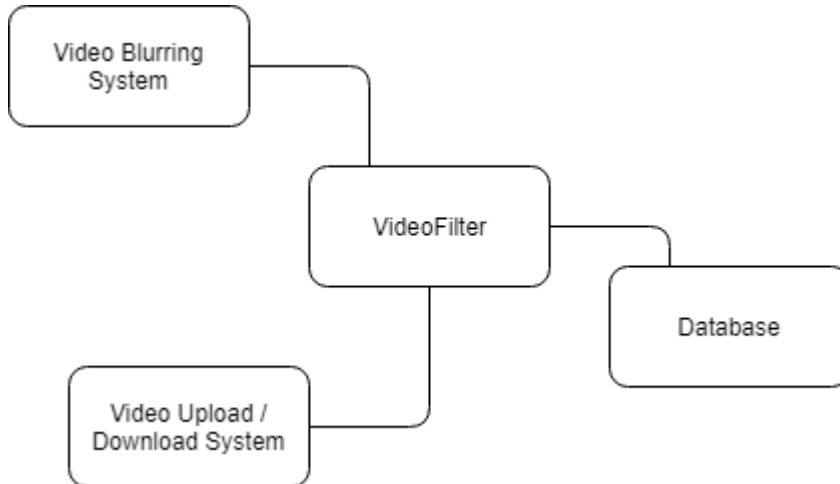 Video Blurring
System
VideoFilter
Database
Video Upload /
Download System